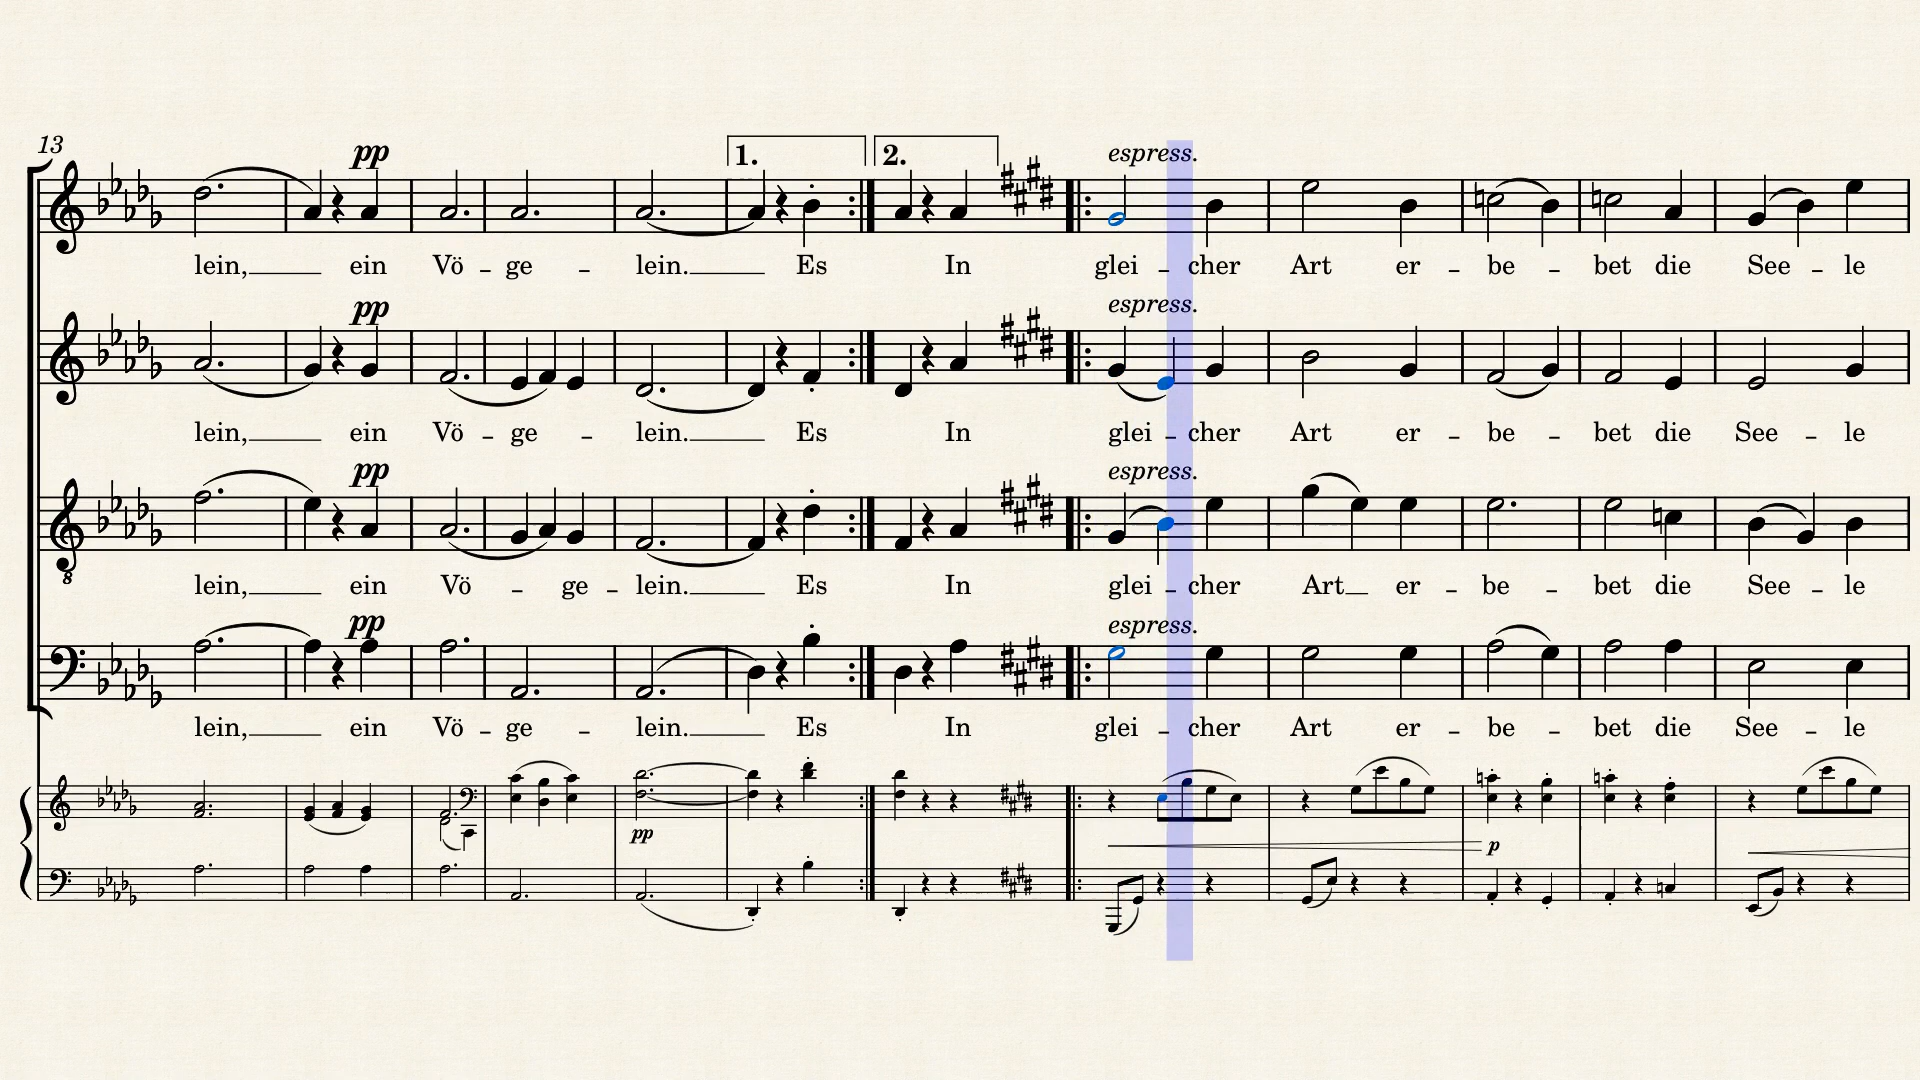 13
pp
1. 2.
espress.
lein, ein Vö - ge - lein. Es In glei - cher Art er - be - bet die See - le
pp
espress.
lein, ein Vö - ge - lein. Es In glei - cher Art er - be - bet die See - le
pp
espress.
8
lein, ein Vö - ge - lein. Es In glei - cher Art er - be - bet die See - le
pp
espress.
lein, ein Vö - ge - lein. Es In glei - cher Art er - be - bet die See - le
pp p